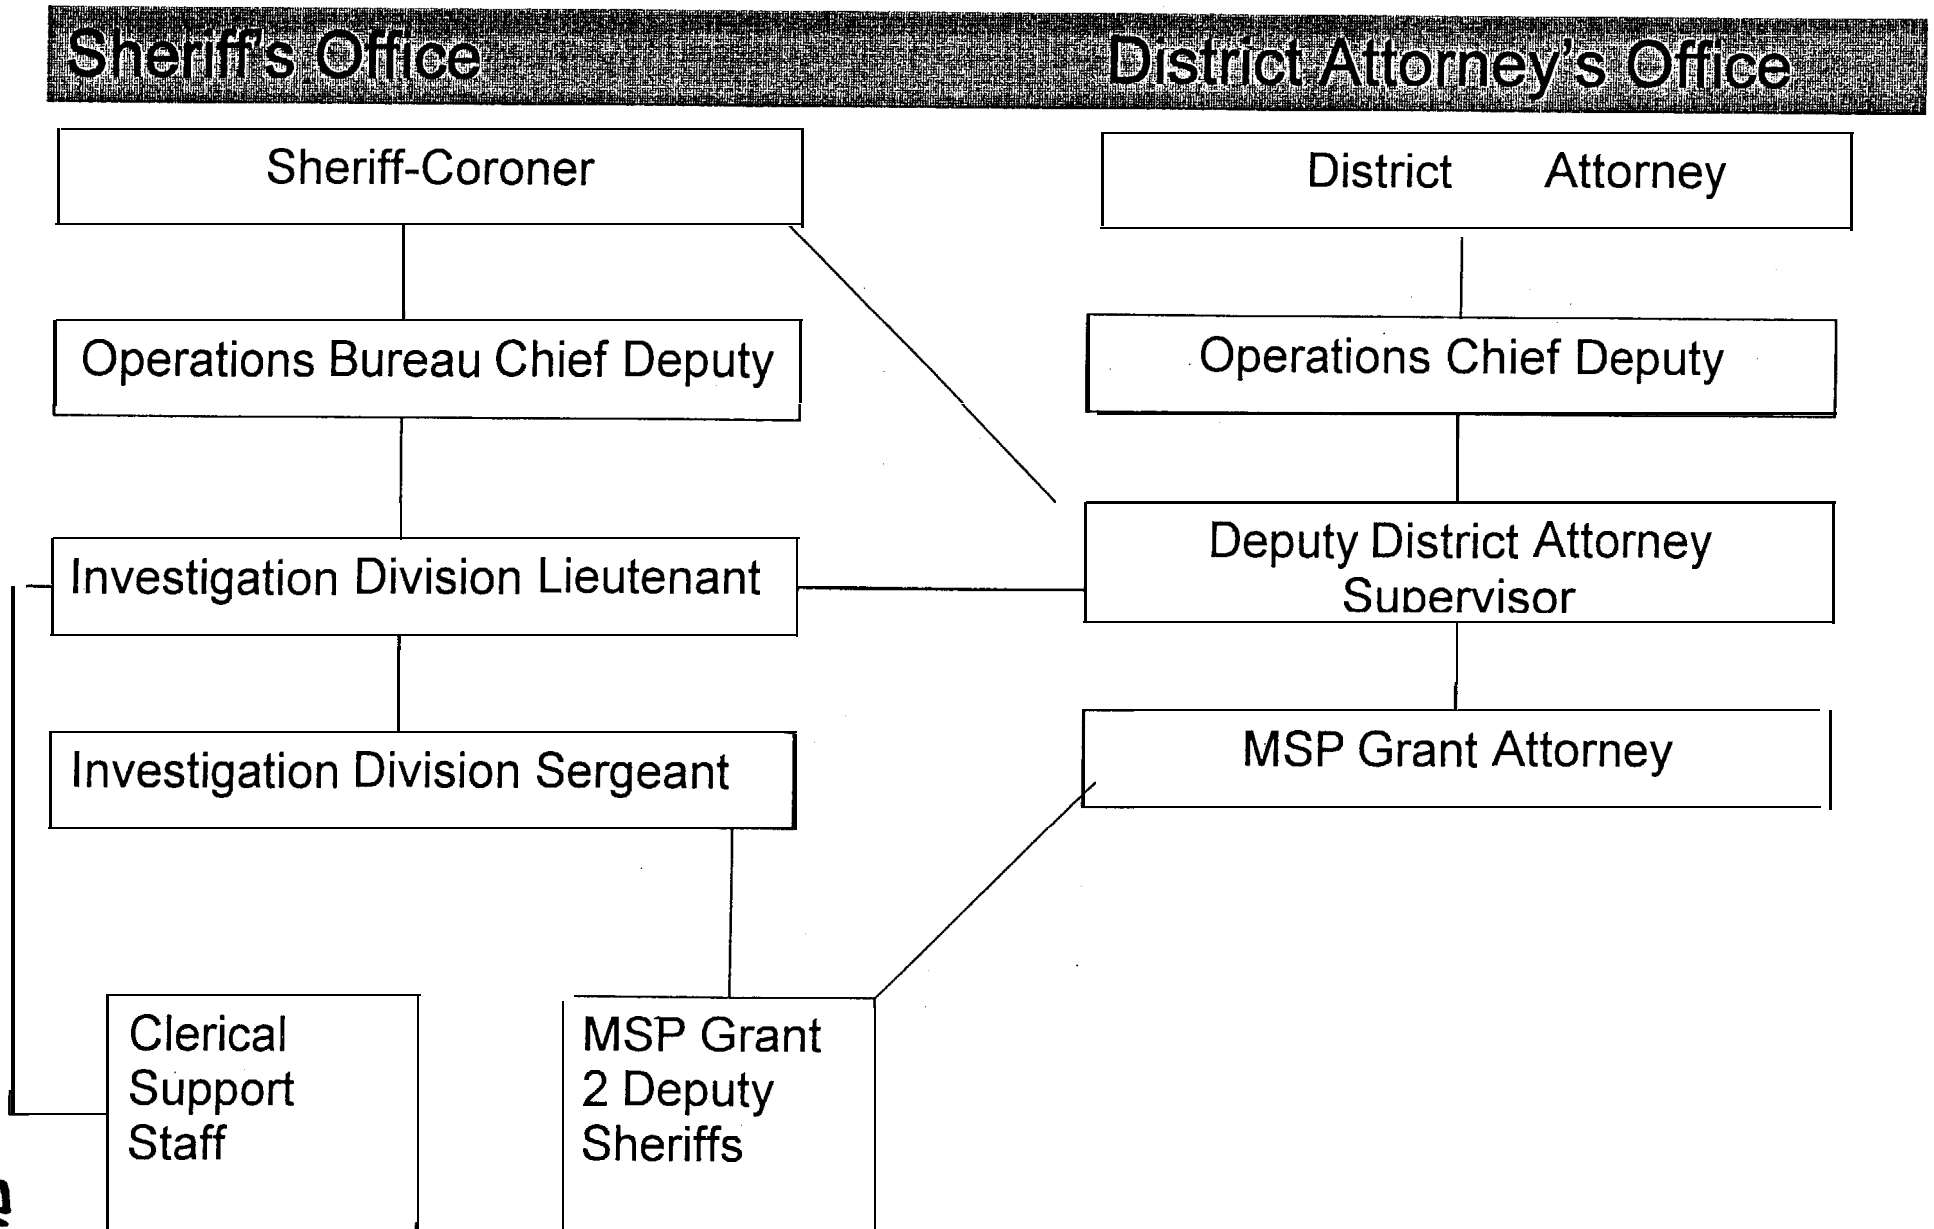 Sheriff's Office
District Attorney's Office
Sheriff-Coroner
District Attorney
Operations Bureau Chief Deputy
Operations Chief Deputy
Investigation Division Lieutenant
Deputy District Attorney
Supervisor
Investigation Division Sergeant
MSP Grant Attorney
Clerical
Support
Staff
MSP Grant
2 Deputy
Sheriffs